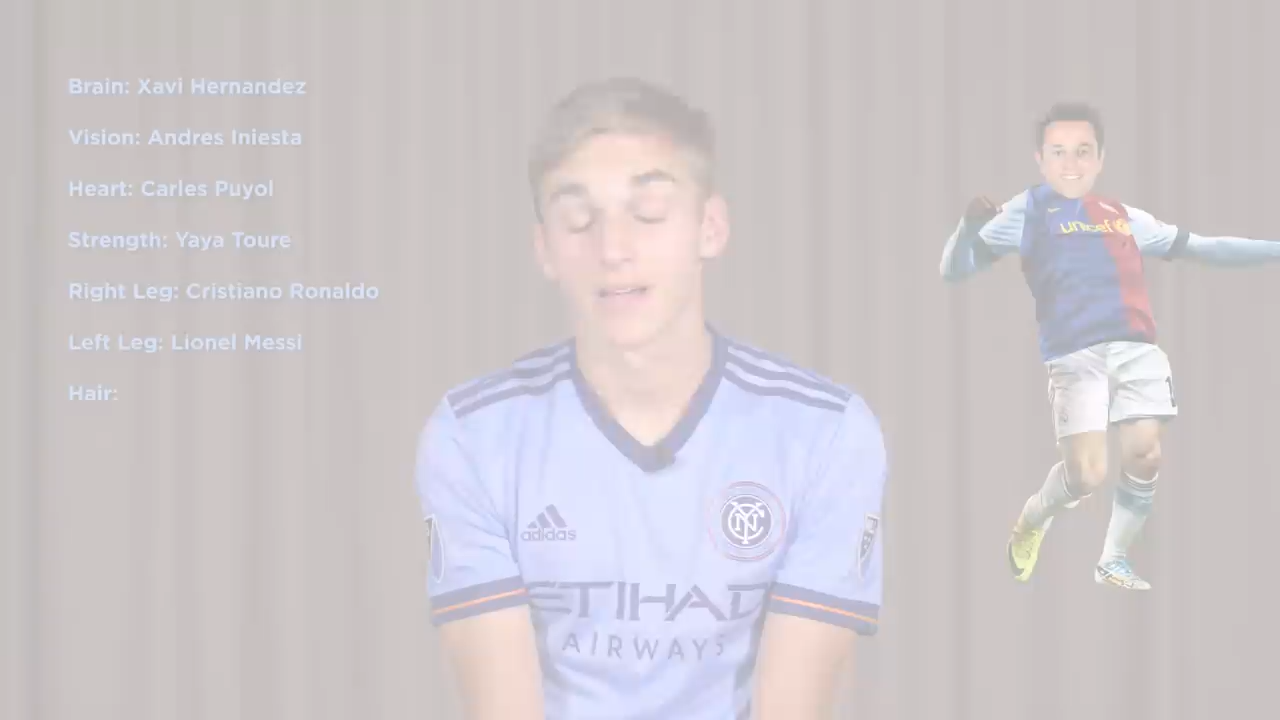 Brain: Xavi Hernandez
Vision: Andres Iniesta
Heart: Carles Puyol
Strength: Yaya Toure
Right Leg: Cristiano Ronaldo
Left Leg: Lionel Messi
Hair:
unicef
adidas
NYC
ETIHAD
AIRWAYS